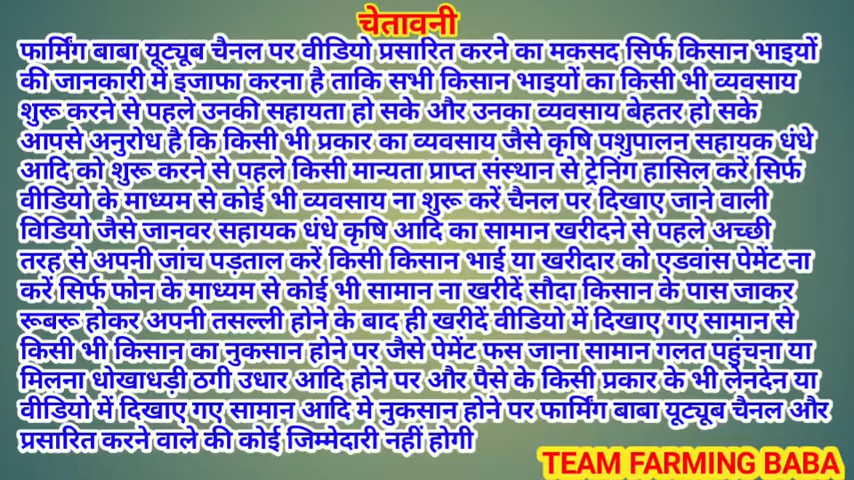 चेतावनी
फार्मिंग बाबा यूट्यूब चैनल पर वीडियो प्रसारित करने का मकसद सिर्फ किसान भाइयों
की जानकारी में इजाफा करना है ताकि सभी किसान भाइयों का किसी भी व्यवसाय
शुरू करने से पहले उनकी सहायता हो सके और उनका व्यवसाय बेहतर हो सके
आपसे अनुरोध है कि किसी भी प्रकार का व्यवसाय जैसे कृषि पशुपालन सहायक धंधे
आदि को शुरू करने से पहले किसी मान्यता प्राप्त संस्थान से ट्रेनिंग हासिल करें सिर्फ
वीडियो के माध्यम से कोई भी व्यवसाय ना शुरू करें चैनल पर दिखाए जाने वाली
विडियो जैसे जानवर सहायक धंधे कृषि आदि का सामान खरीदने से पहले अच्छी
तरह से अपनी जांच पड़ताल करें किसी किसान भाई या खरीदार को एडवांस पेमेंट ना
करें सिर्फ फोन के माध्यम से कोई भी सामान ना खरीदें सौदा किसान के पास जाकर
रूबरू होकर अपनी तसल्ली होने के बाद ही खरीदें वीडियो में दिखाए गए सामान से
किसी भी किसान का नुकसान होने पर जैसे पेमेंट फस जाना सामान गलत पहुंचना या
मिलना धोखाधड़ी ठगी उधार आदि होने पर और पैसे के किसी प्रकार के भी लेनदेन या
वीडियो में दिखाए गए सामान आदि मे नुकसान होने पर फार्मिंग बाबा यूट्यूब चैनल और
प्रसारित करने वाले की कोई जिम्मेदारी नहीं होगी
TEAM FARMING BABA